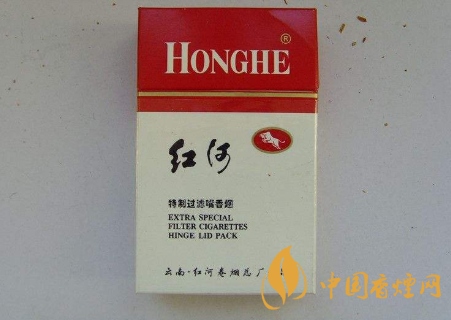 HONGHE®
红河
特制过滤嘴香烟
EXTRA SPECIAL
FILTER CIGARETTES
HINGE LID PACK
云南·红河卷烟总厂
中国香烟网